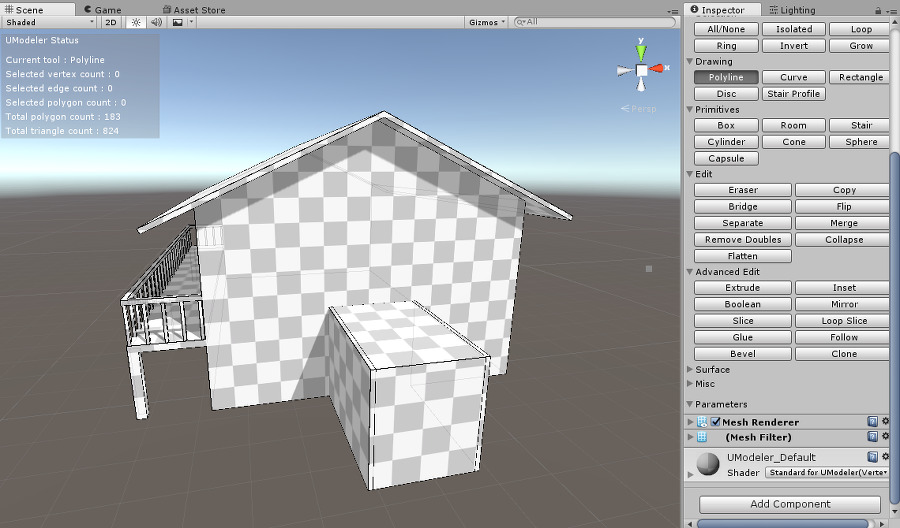 Scene Game Asset Store
Shaded 2D Gizmos All
UModeler Status
Current tool : Polyline
Selected vertex count : 0
Selected edge count : 0
Selected polygon count : 0
Total polygon count : 183
Total triangle count : 824
y
x
Persp
Inspector Lighting
All/None Isolated Loop
Ring Invert Grow
Drawing
Polyline Curve Rectangle
Disc Stair Profile
Primitives
Box Room Stair
Cylinder Cone Sphere
Capsule
Edit
Eraser Copy
Bridge Flip
Separate Merge
Remove Doubles Collapse
Flatten
Advanced Edit
Extrude Inset
Boolean Mirror
Slice Loop Slice
Glue Follow
Bevel Clone
Surface
Misc
Parameters
Mesh Renderer
(Mesh Filter)
UModeler_Default
Shader Standard for UModeler(Verte
Add Component